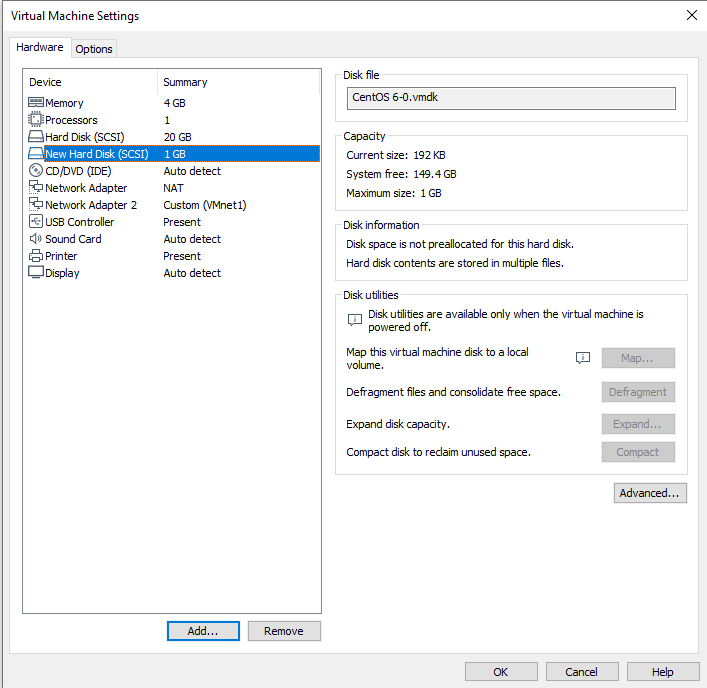 Virtual Machine Settings
Hardware Options
Device Summary
Memory 4 GB
Processors 1
Hard Disk (SCSI) 20 GB
New Hard Disk (SCSI) 1 GB
CD/DVD (IDE) Auto detect
Network Adapter NAT
Network Adapter 2 Custom (VMnet1)
USB Controller Present
Sound Card Auto detect
Printer Present
Display Auto detect
Add... Remove
Disk file
CentOS 6-0.vmdk
Capacity
Current size: 192 KB
System free: 149.4 GB
Maximum size: 1 GB
Disk information
Disk space is not preallocated for this hard disk.
Hard disk contents are stored in multiple files.
Disk utilities
Disk utilities are available only when the virtual machine is
powered off.
Map this virtual machine disk to a local
volume.
Map...
Defragment files and consolidate free space. Defragment
Expand disk capacity. Expand...
Compact disk to reclaim unused space. Compact
Advanced...
OK Cancel Help